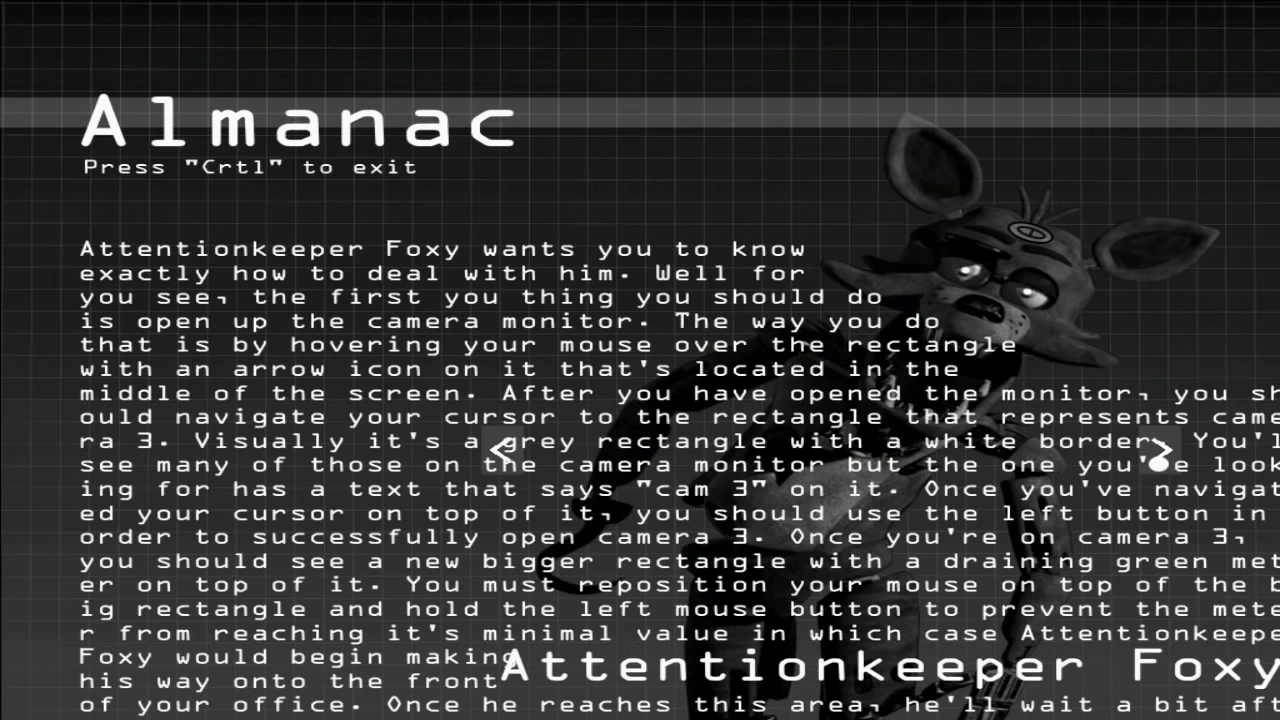 Almanac
Press "Crtl" to exit
Attentionkeeper Foxy wants you to know
exactly how to deal with him. Well for
you see, the first you thing you should do
is open up the camera monitor. The way you do
that is by hovering your mouse over the rectangle
with an arrow icon on it that's located in the
middle of the screen. After you have opened the monitor, you sh
ould navigate your cursor to the rectangle that represents came
ra 3. Visually it's a grey rectangle with a white border. You'l
see many of those on the camera monitor but the one you're look
ing for has a text that says "cam 3" on it. Once you've navigat
ed your cursor on top of it, you should use the left button in
order to successfully open camera 3. Once you're on camera 3,
you should see a new bigger rectangle with a draining green met
er on top of it. You must reposition your mouse on top of the b
ig rectangle and hold the left mouse button to prevent the mete
r from reaching it's minimal value in which case Attentionkeepe
Foxy would begin making
his way onto the front
Attentionkeeper Foxy
of your office. Once he reaches this area, he'll wait a bit aft